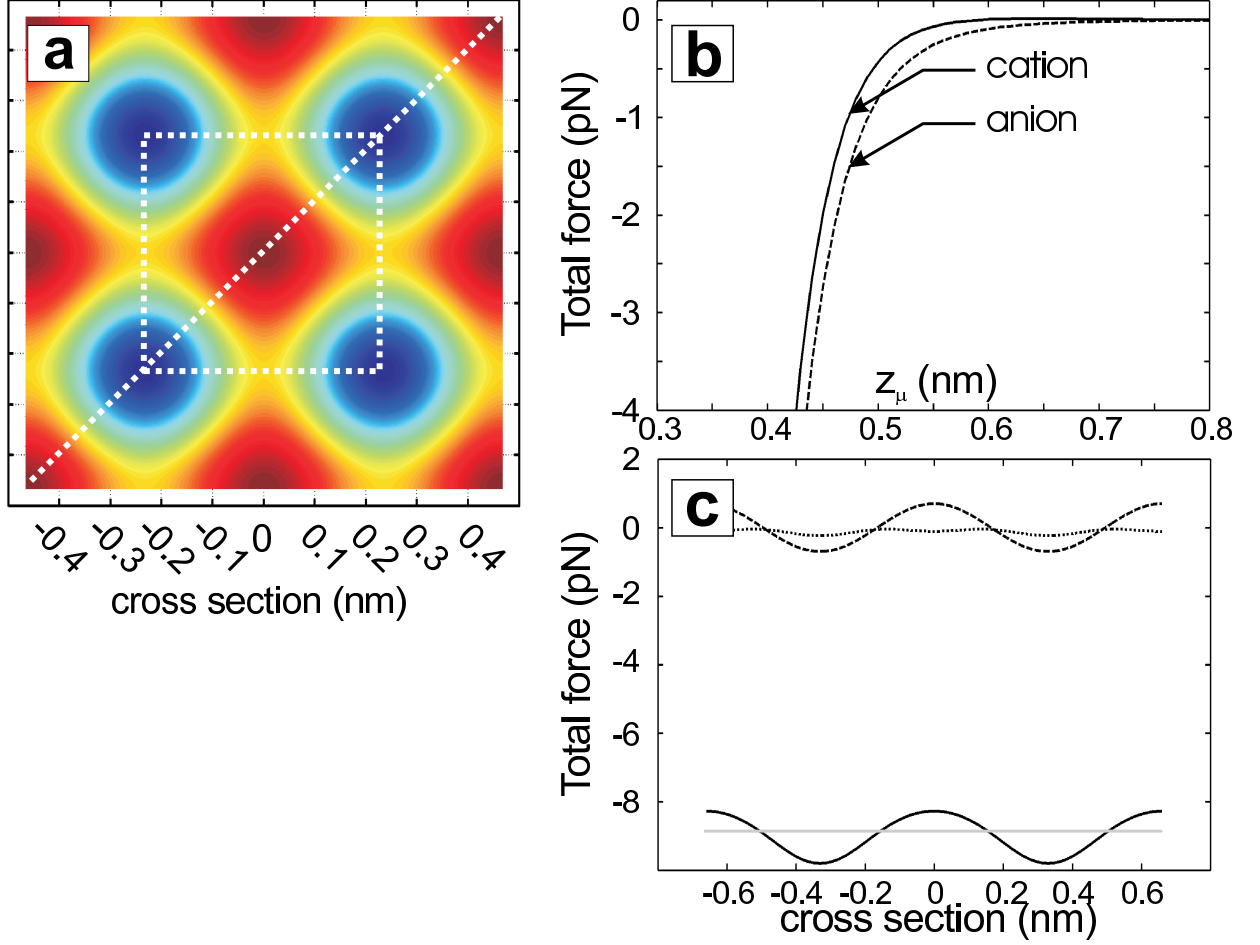 a
-0.4 -0.3 -0.2 -0.1 0 0.1 0.2 0.3 0.4
cross section (nm)
b
Total force (pN)
0
-1
-2
-3
-4
cation
anion
zμ (nm)
0.3 0.4 0.5 0.6 0.7 0.8
c
Total force (pN)
2
0
-2
-4
-6
-8
-0.6 -0.4 -0.2 0 0.2 0.4 0.6
cross section (nm)